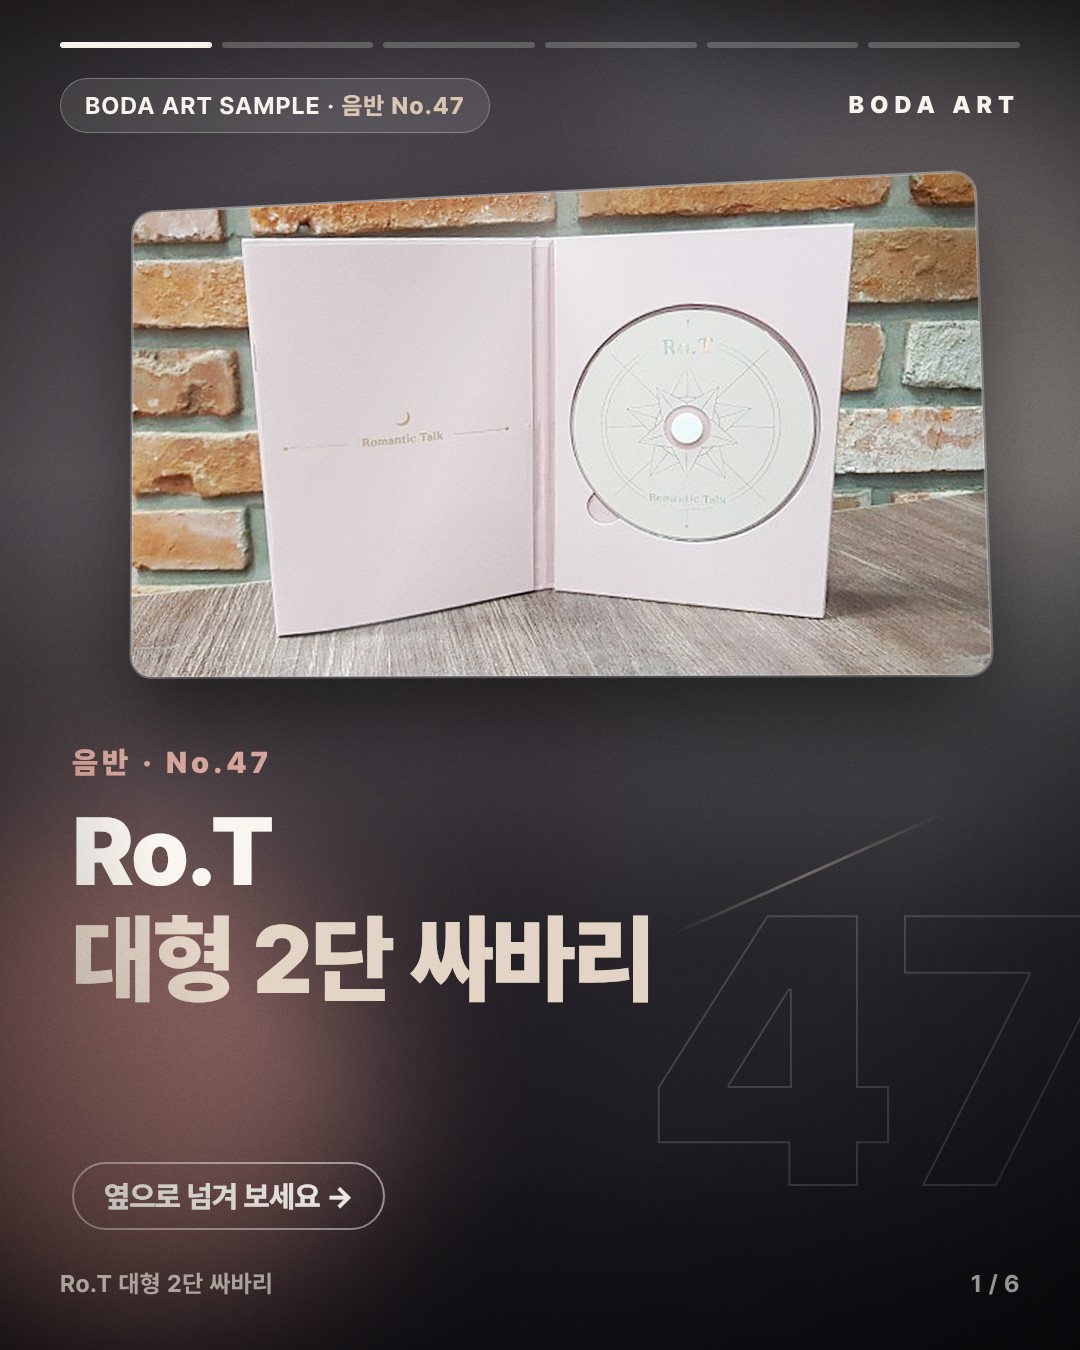 BODA ART SAMPLE · 음반 No.47
BODA ART
Ro.T
Romantic Talk
Romantic Talk
음반 · No.47
Ro.T
대형 2단 싸바리
47
옆으로 넘겨 보세요 →
Ro.T 대형 2단 싸바리
1 / 6